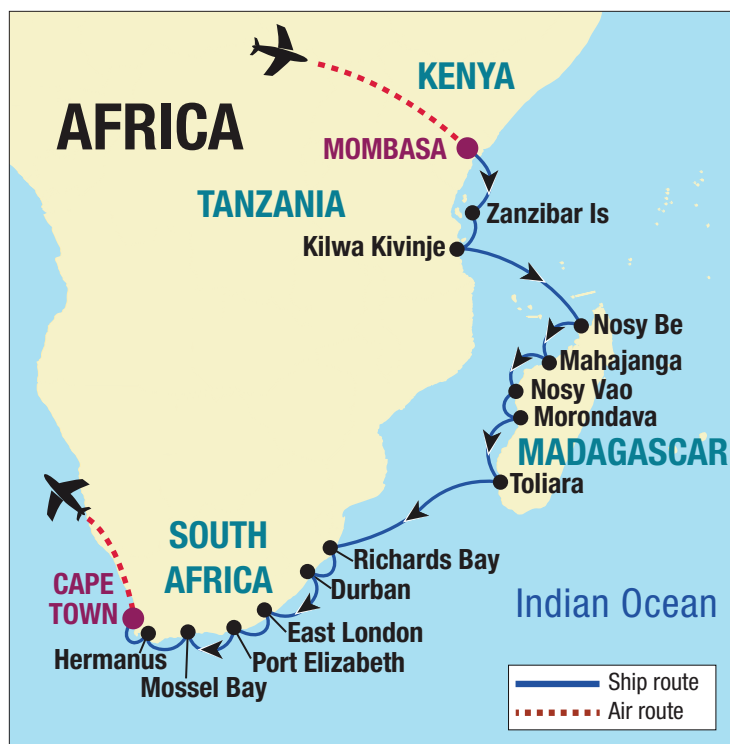 KENYA
AFRICA
MOMBASA
TANZANIA
Zanzibar Is
Kilwa Kivinje
Nosy Be
Mahajanga
Nosy Vao
Morondava
MADAGASCAR
Toliara
SOUTH
AFRICA
Richards Bay
CAPE
TOWN
Durban
Indian Ocean
East London
Hermanus
Port Elizabeth
Mossel Bay
Ship route
Air route